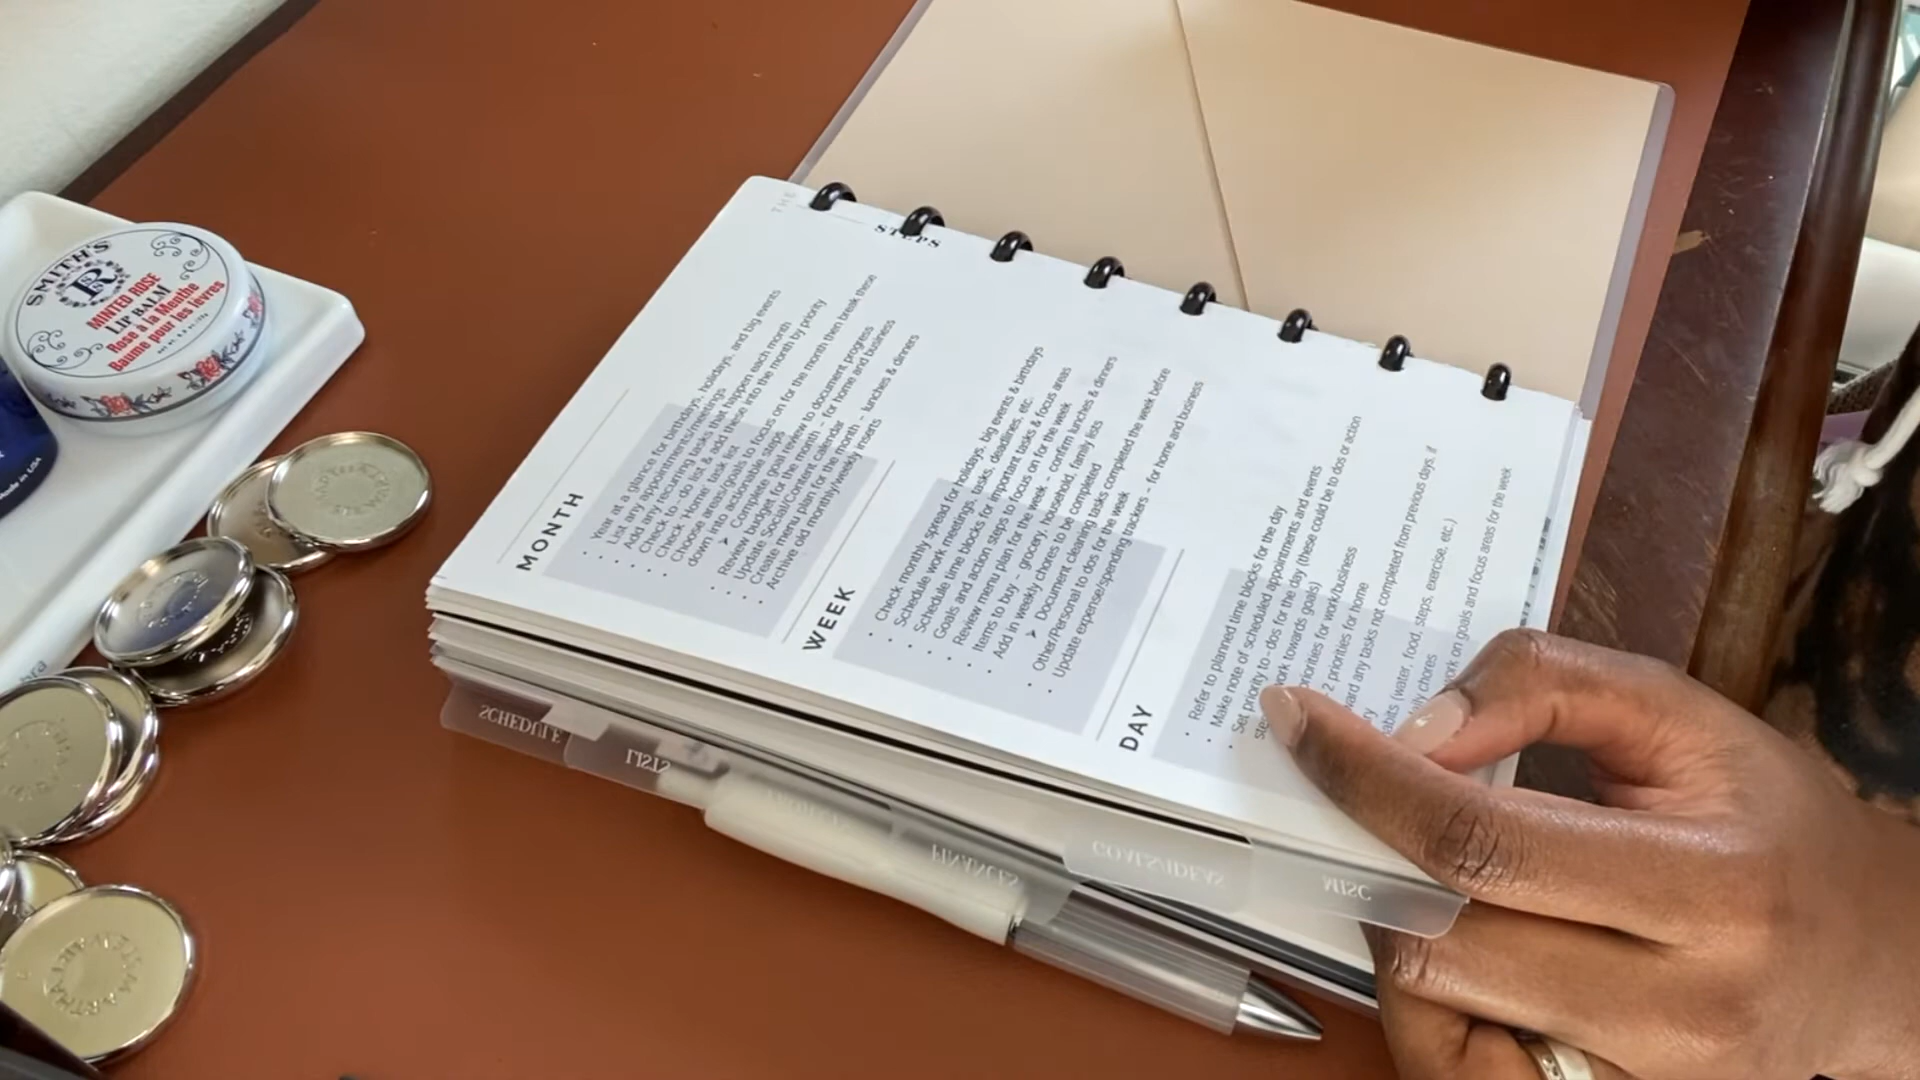 THE
STEPS
MONTH
• Year at a glance for birthdays, holidays, and big events
• List any appointments/meetings
• Add any recurring tasks that happen each month
• Check to-do list & add these into the month by priority
• Check 'Home' task list
• Choose areas/goals to focus on for the month then break these
down into actionable steps
➤ Complete goal review to document progress
• Review budget for the month – for home and business
• Update Social/Content calendar
• Create menu plan for the month – lunches & dinners
• Archive old monthly/weekly inserts
WEEK
• Check monthly spread for holidays, big events & birthdays
• Schedule work meetings, tasks, deadlines, etc.
• Schedule time blocks for important tasks & focus areas
• Goals and action steps to focus on for the week
• Review menu plan for the week – confirm lunches & dinners
• Items to buy – grocery, household, family lists
• Add in weekly chores to be completed
➤ Document cleaning tasks completed the week before
• Other/Personal to dos for the week
• Update expense/spending trackers – for home and business
DAY
• Refer to planned time blocks for the day
• Make note of scheduled appointments and events
• Set priority to-dos for the day (these could be to dos or action
work towards goals)
priorities for work/business
2 priorities for home
ward any tasks not completed from previous days, if
ry
abits (water, food, steps, exercise, etc.)
ily chores
work on goals and focus areas for the week
SCHEDULE
LISTS
FINANCES
GOALS/IDEAS
MISC
SMITH'S
R
MINTED ROSE
LIP BALM
Rose à la Menthe
Baume pour les lèvres
Made in USA